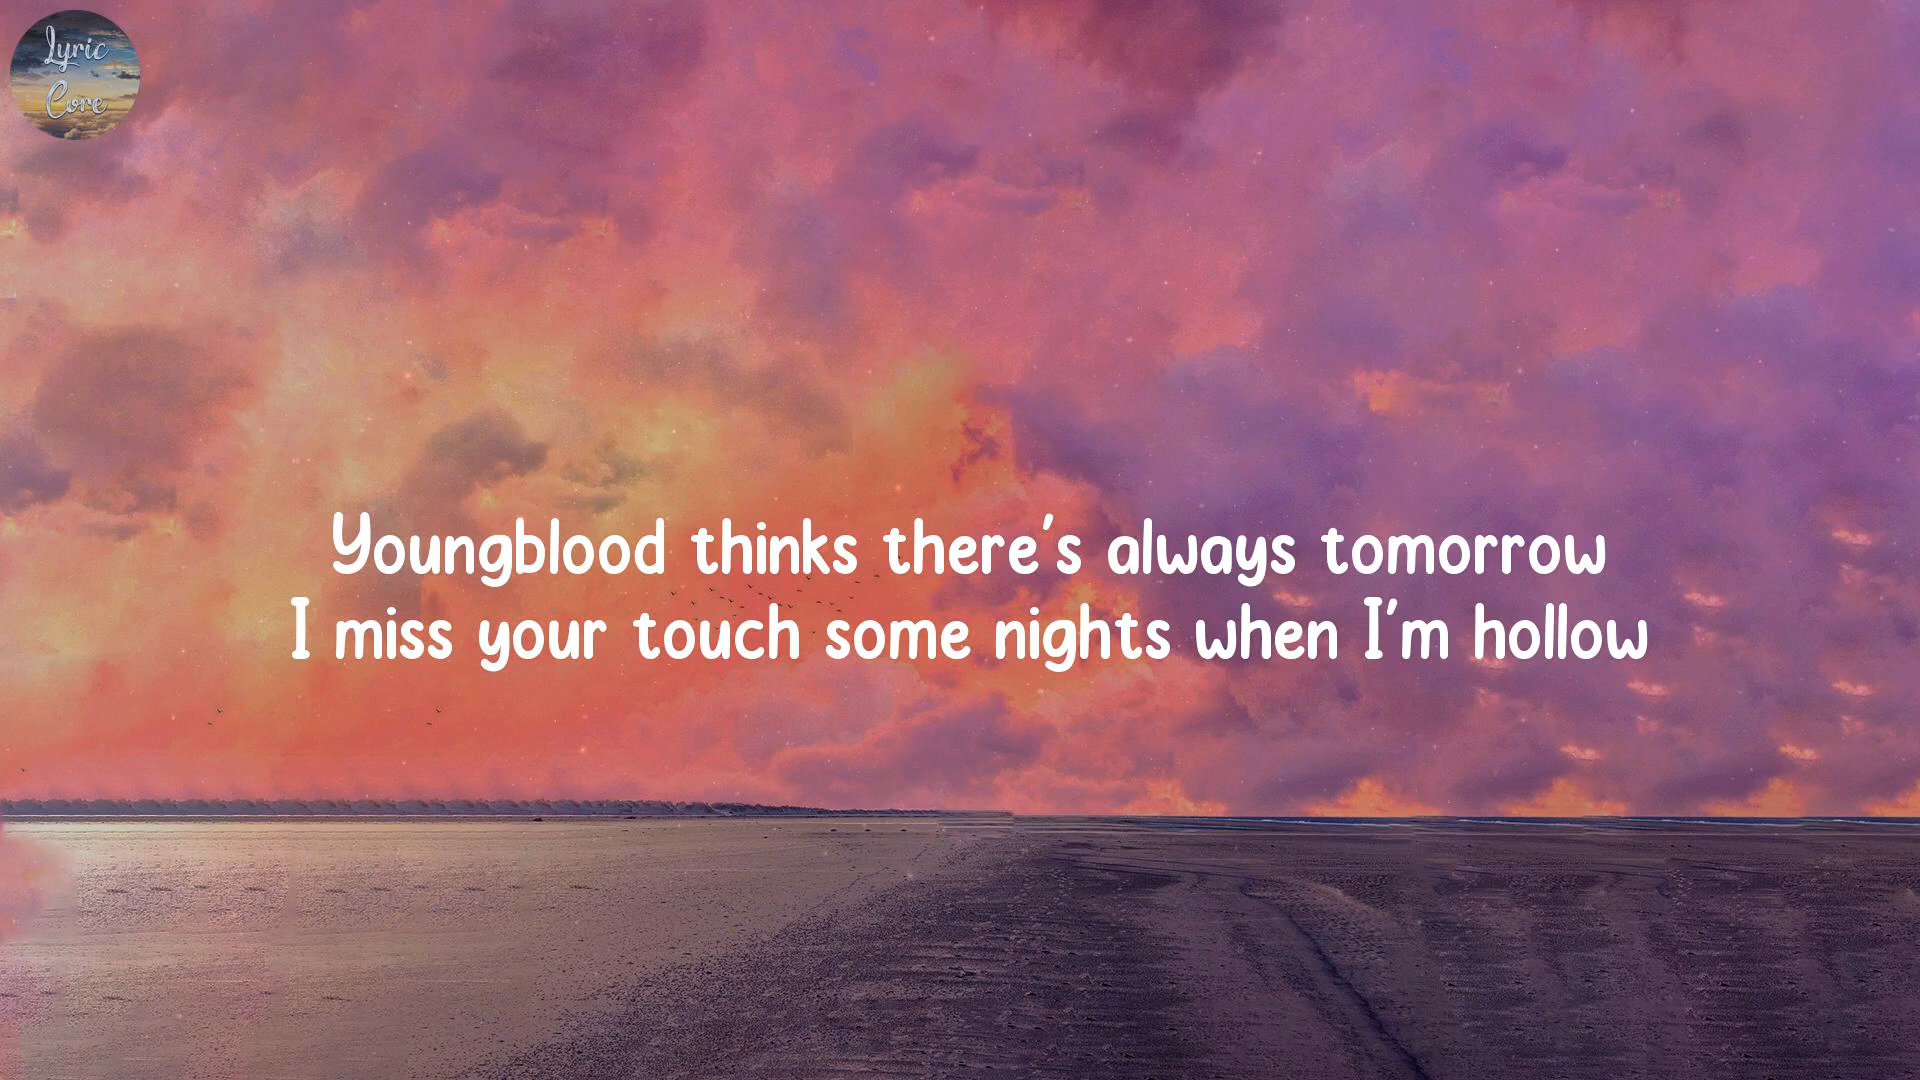 Lyric
Core
Youngblood thinks there's always tomorrow
I miss your touch some nights when I'm hollow